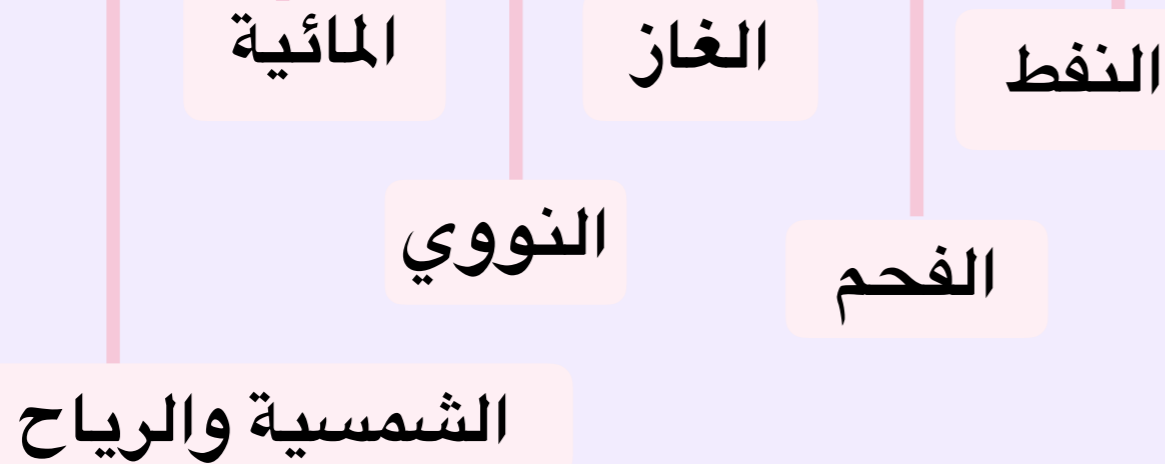 النفط
الغاز
المائية
الفحم
النووي
الشمسية والرياح